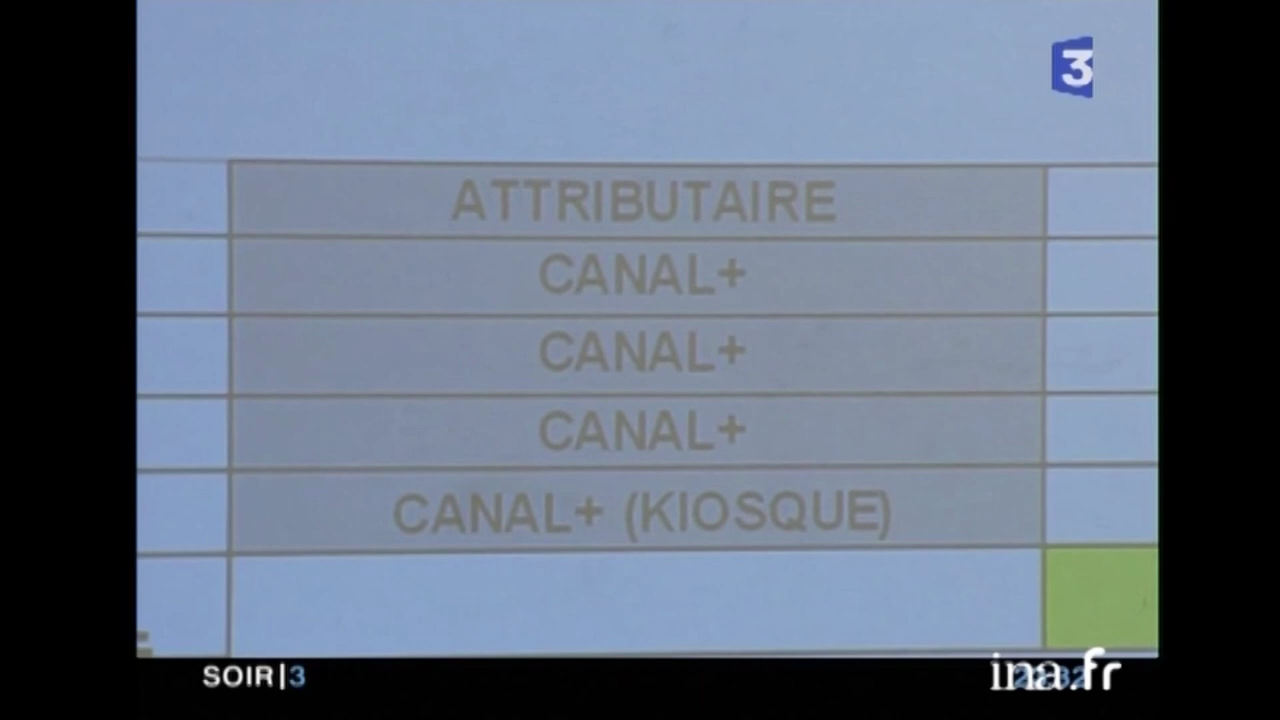 3
ATTRIBUTAIRE
CANAL+
CANAL+
CANAL+
CANAL+ (KIOSQUE)
SOIR|3
ina.fr